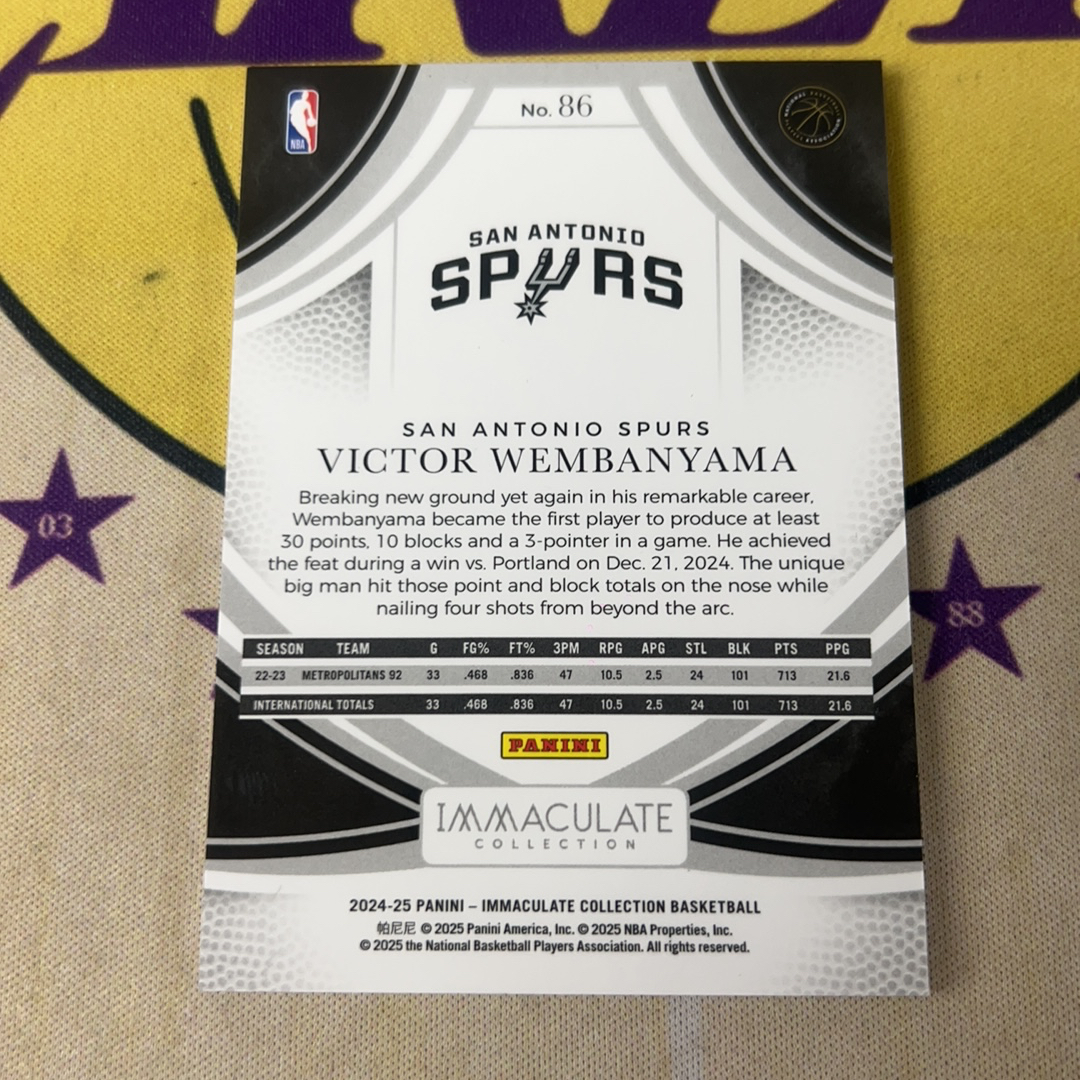 No. 86
NBA
SAN ANTONIO
SPURS
SAN ANTONIO SPURS
VICTOR WEMBANYAMA
Breaking new ground yet again in his remarkable career,
Wembanyama became the first player to produce at least
30 points, 10 blocks and a 3-pointer in a game. He achieved
the feat during a win vs. Portland on Dec. 21, 2024. The unique
big man hit those point and block totals on the nose while
nailing four shots from beyond the arc.
SEASON TEAM G FG% FT% 3PM RPG APG STL BLK PTS PPG
22-23 METROPOLITANS 92 33 .468 .836 47 10.5 2.5 24 101 713 21.6
INTERNATIONAL TOTALS 33 .468 .836 47 10.5 2.5 24 101 713 21.6
PANINI
IMMACULATE
COLLECTION
2024-25 PANINI – IMMACULATE COLLECTION BASKETBALL
帕尼尼 © 2025 Panini America, Inc. © 2025 NBA Properties, Inc.
© 2025 the National Basketball Players Association. All rights reserved.
03
88